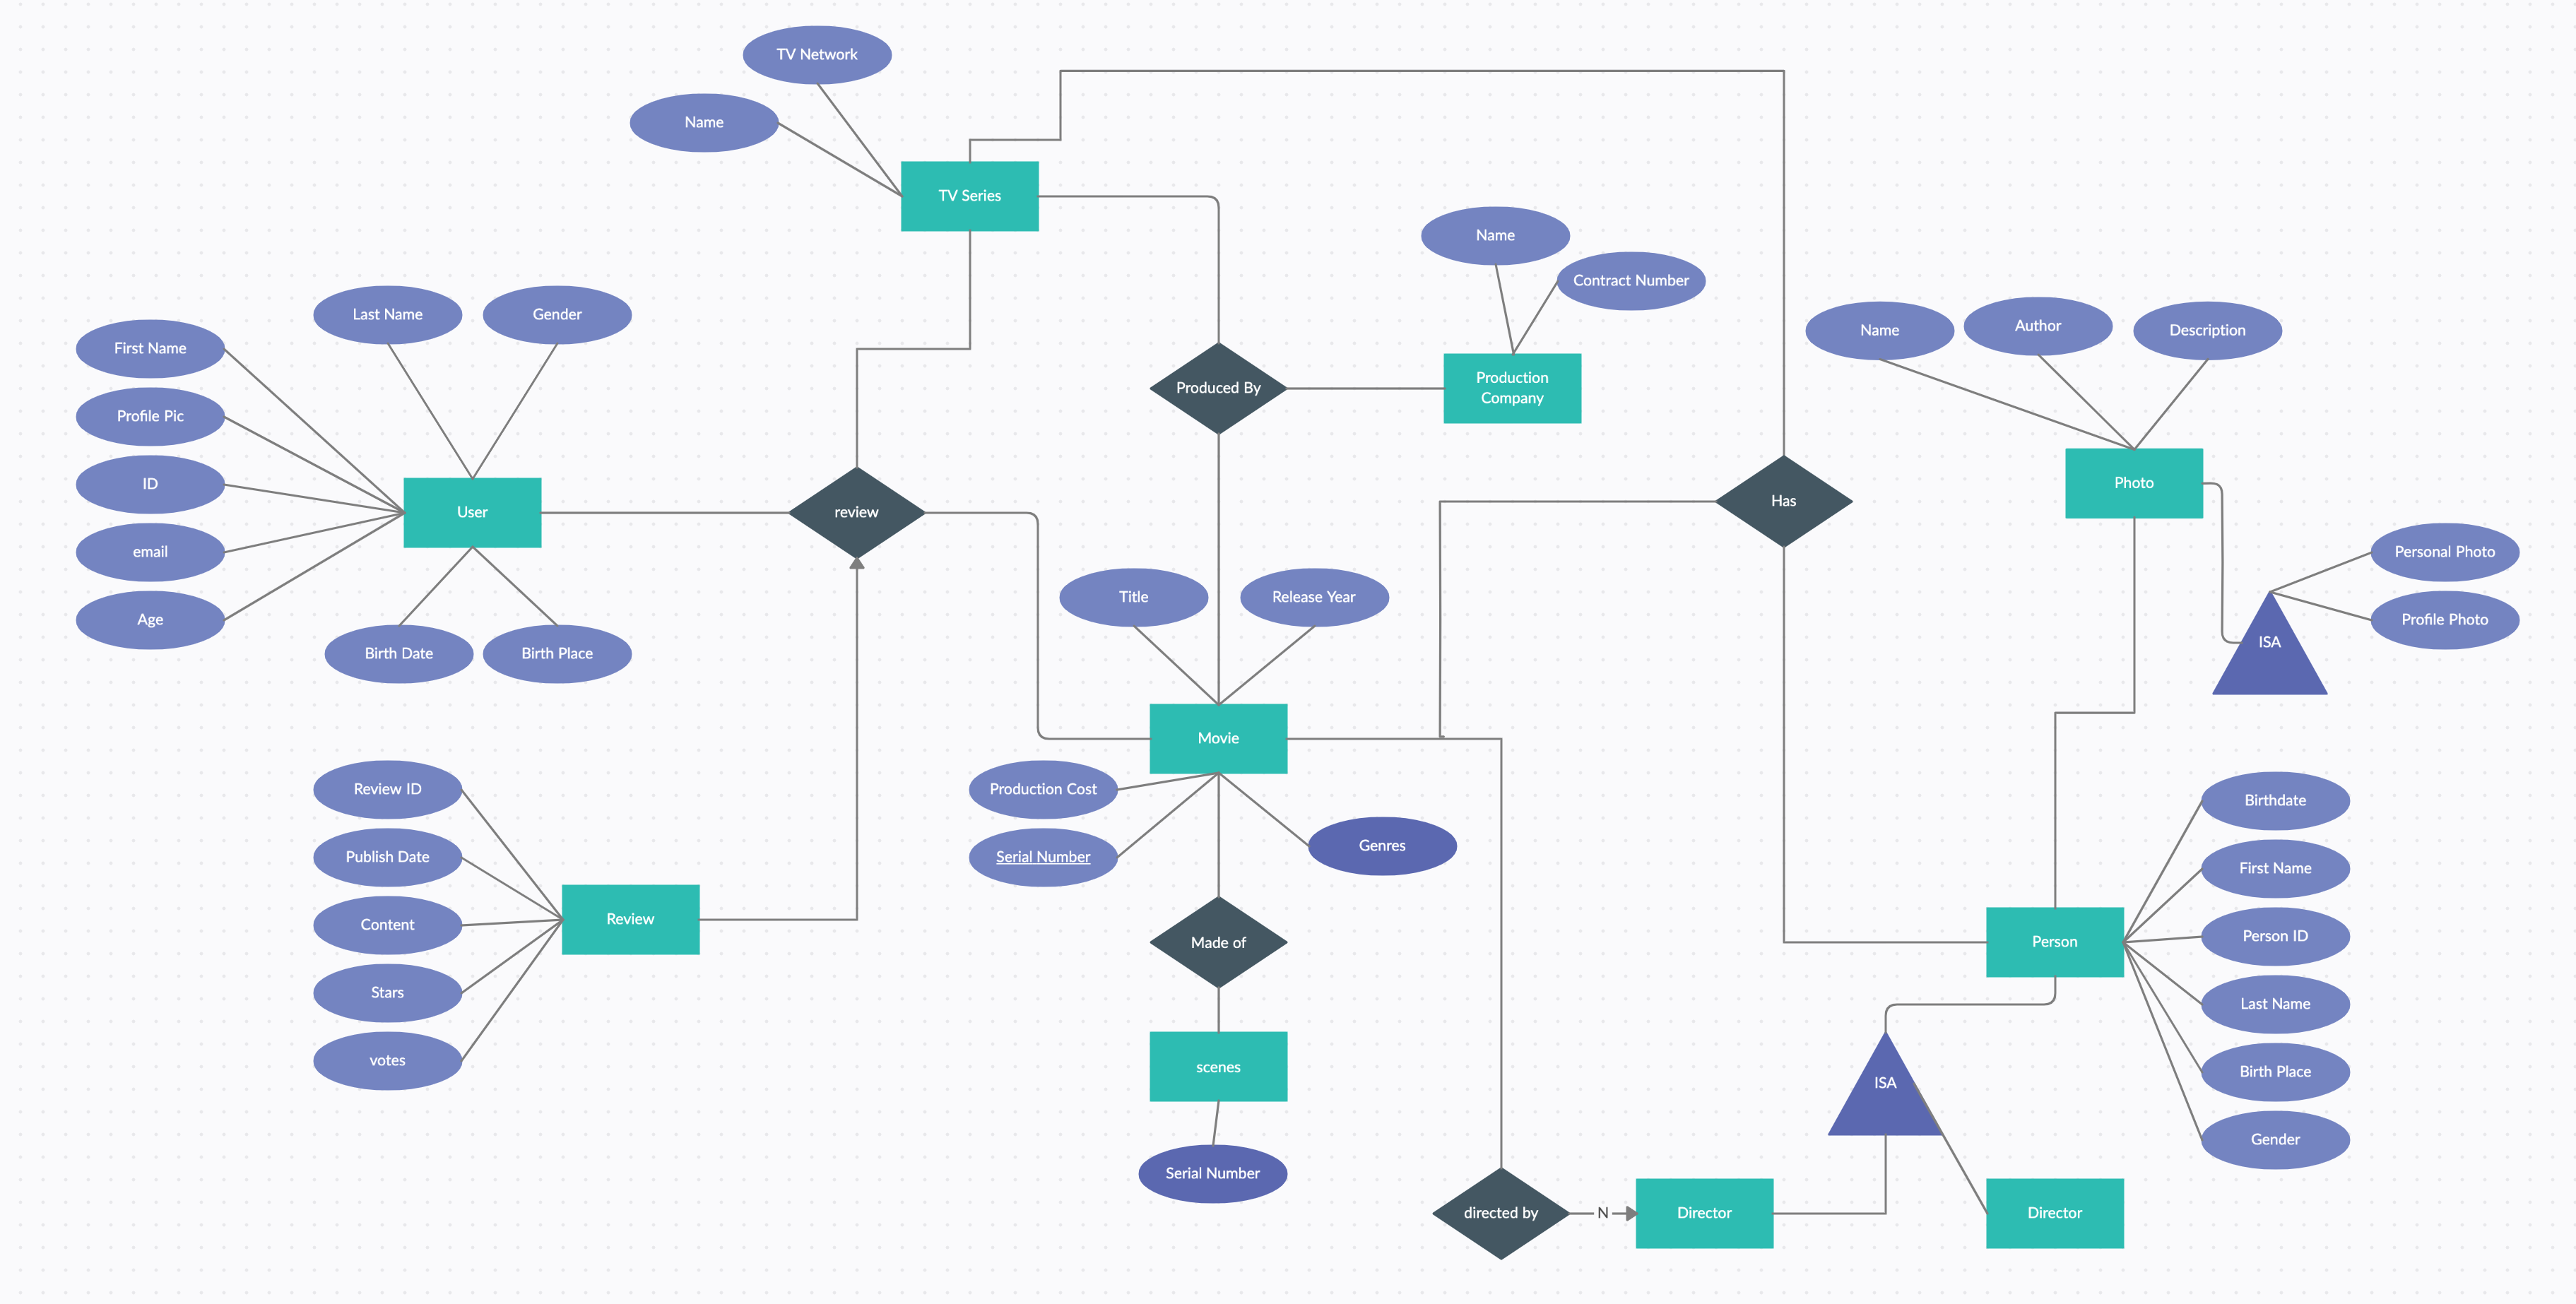 TV Network
Name
TV Series
Name
Contract Number
Production
Company
Produced By
Last Name
Gender
First Name
Profile Pic
ID
email
Age
User
Birth Date
Birth Place
review
Name
Author
Description
Photo
Has
Personal Photo
Profile Photo
ISA
Title
Release Year
Movie
Production Cost
Serial Number
Genres
Review ID
Publish Date
Content
Stars
votes
Review
Made of
scenes
Serial Number
Birthdate
First Name
Person ID
Last Name
Birth Place
Gender
Person
ISA
directed by
N
Director
Director